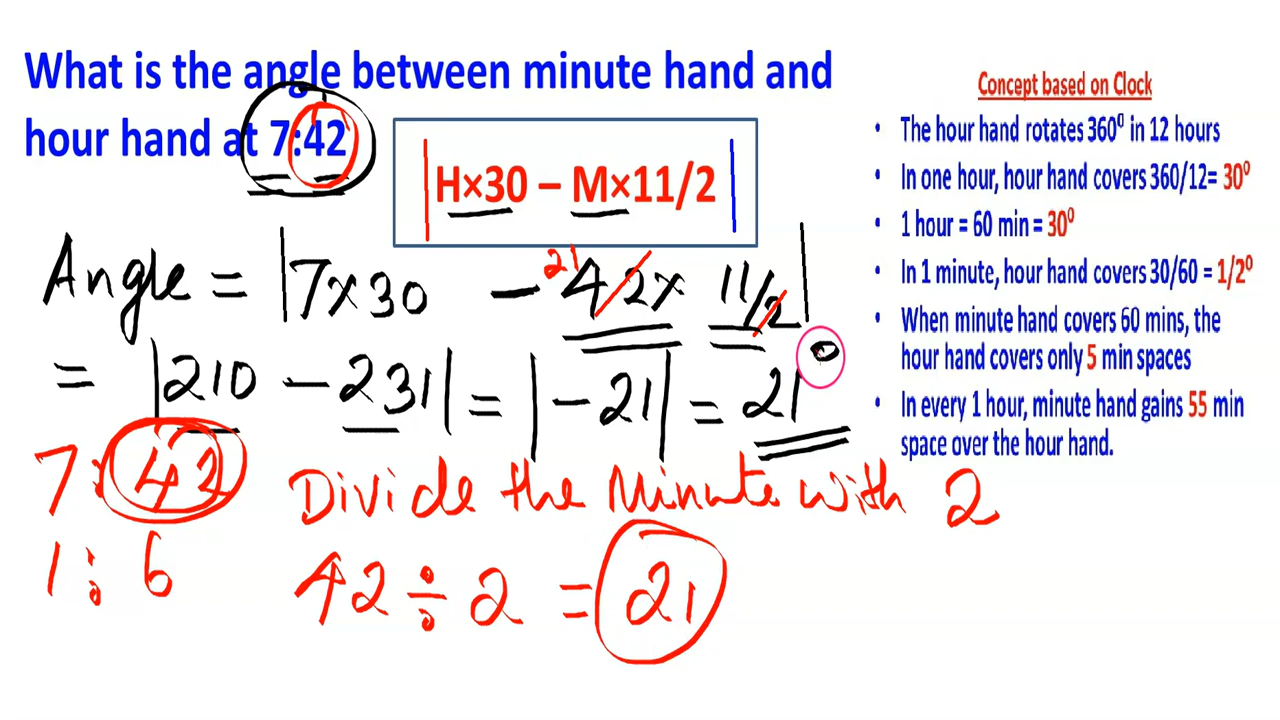 What is the angle between minute hand and
hour hand at 7:42
|H×30 – M×11/2|
Angle = |7×30 – 42× 11/2|
21
= |210 – 231| = |–21| = 21⁰
7:42 Divide the Minute with 2
1:6 42 ÷ 2 = 21
Concept based on Clock
• The hour hand rotates 360⁰ in 12 hours
• In one hour, hour hand covers 360/12= 30⁰
• 1 hour = 60 min = 30⁰
• In 1 minute, hour hand covers 30/60 = 1/2⁰
• When minute hand covers 60 mins, the
hour hand covers only 5 min spaces
• In every 1 hour, minute hand gains 55 min
space over the hour hand.